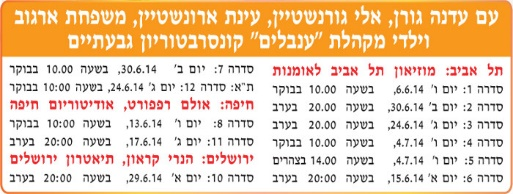 עם עדנה גורן, אלי גורנשטיין, עינת ארונשטיין, משפחת ארגוב
וילדי מקהלת "ענבלים" קונסרבטוריון גבעתיים
תל אביב: מוזיאון תל אביב לאומנות
סדרה 1: יום ו' 6.6.14, בשעה 10.00 בבוקר
סדרה 2: יום ו' 30.6.14, בשעה 20.00 בערב
סדרה 3: יום ג' 24.6.14, בשעה 20.00 בערב
סדרה 4: יום ו' 4.7.14, בשעה 10.00 בבוקר
סדרה 5: יום ו' 4.7.14, בשעה 14.00 בצהרים
סדרה 6: יום א' 15.6.14, בשעה 20.00 בערב
סדרה 7: יום ב' 30.6.14, בשעה 10.00 בבוקר
ת"א: סדרה 12: יום ג' 24.6.14, בשעה 10:00 בבוקר
חיפה: אולם רפפורט, אודיטוריום חיפה
סדרה 8: יום ו' 13.6.14, בשעה 10:00 בבוקר
סדרה 11: יום ג' 17.6.14, בשעה 20:00 בערב
ירושלים: הנרי קראון, תיאטרון ירושלים
סדרה 10: יום א' 29.6.14, בשעה 20:00 בערב